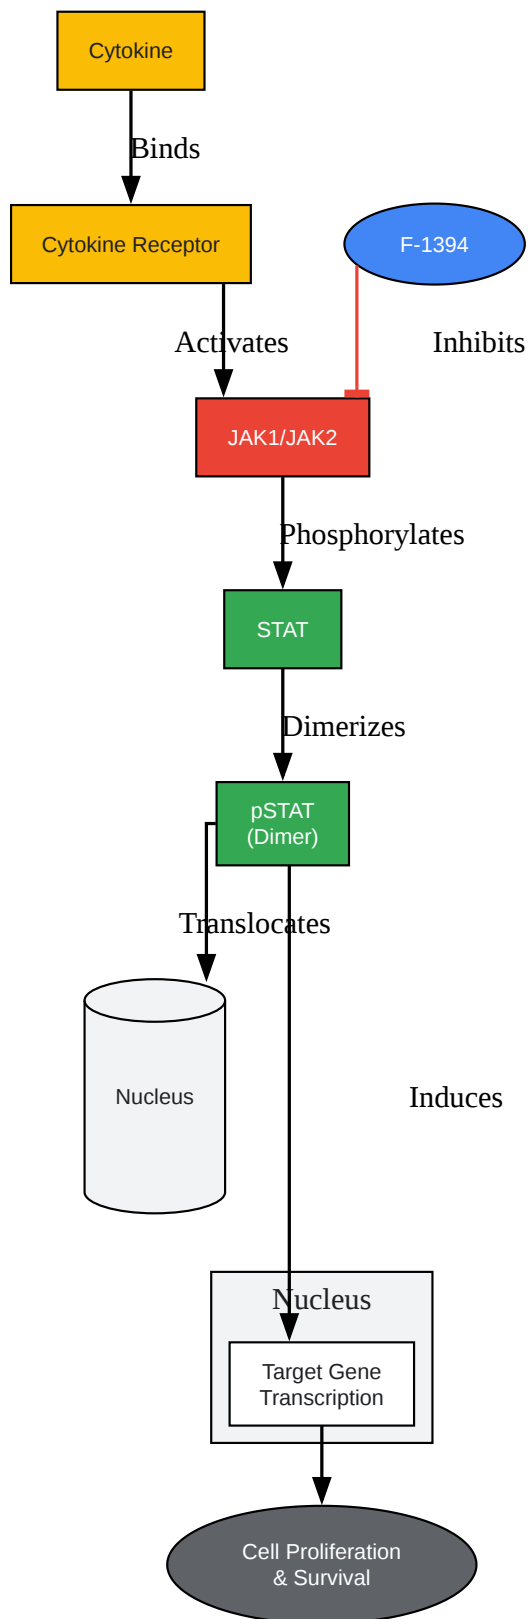 Cytokine
Binds
Cytokine Receptor
F-1394
Activates
Inhibits
JAK1/JAK2
Phosphorylates
STAT
Dimerizes
pSTAT
(Dimer)
Translocates
Nucleus
Induces
Nucleus
Target Gene
Transcription
Cell Proliferation
& Survival